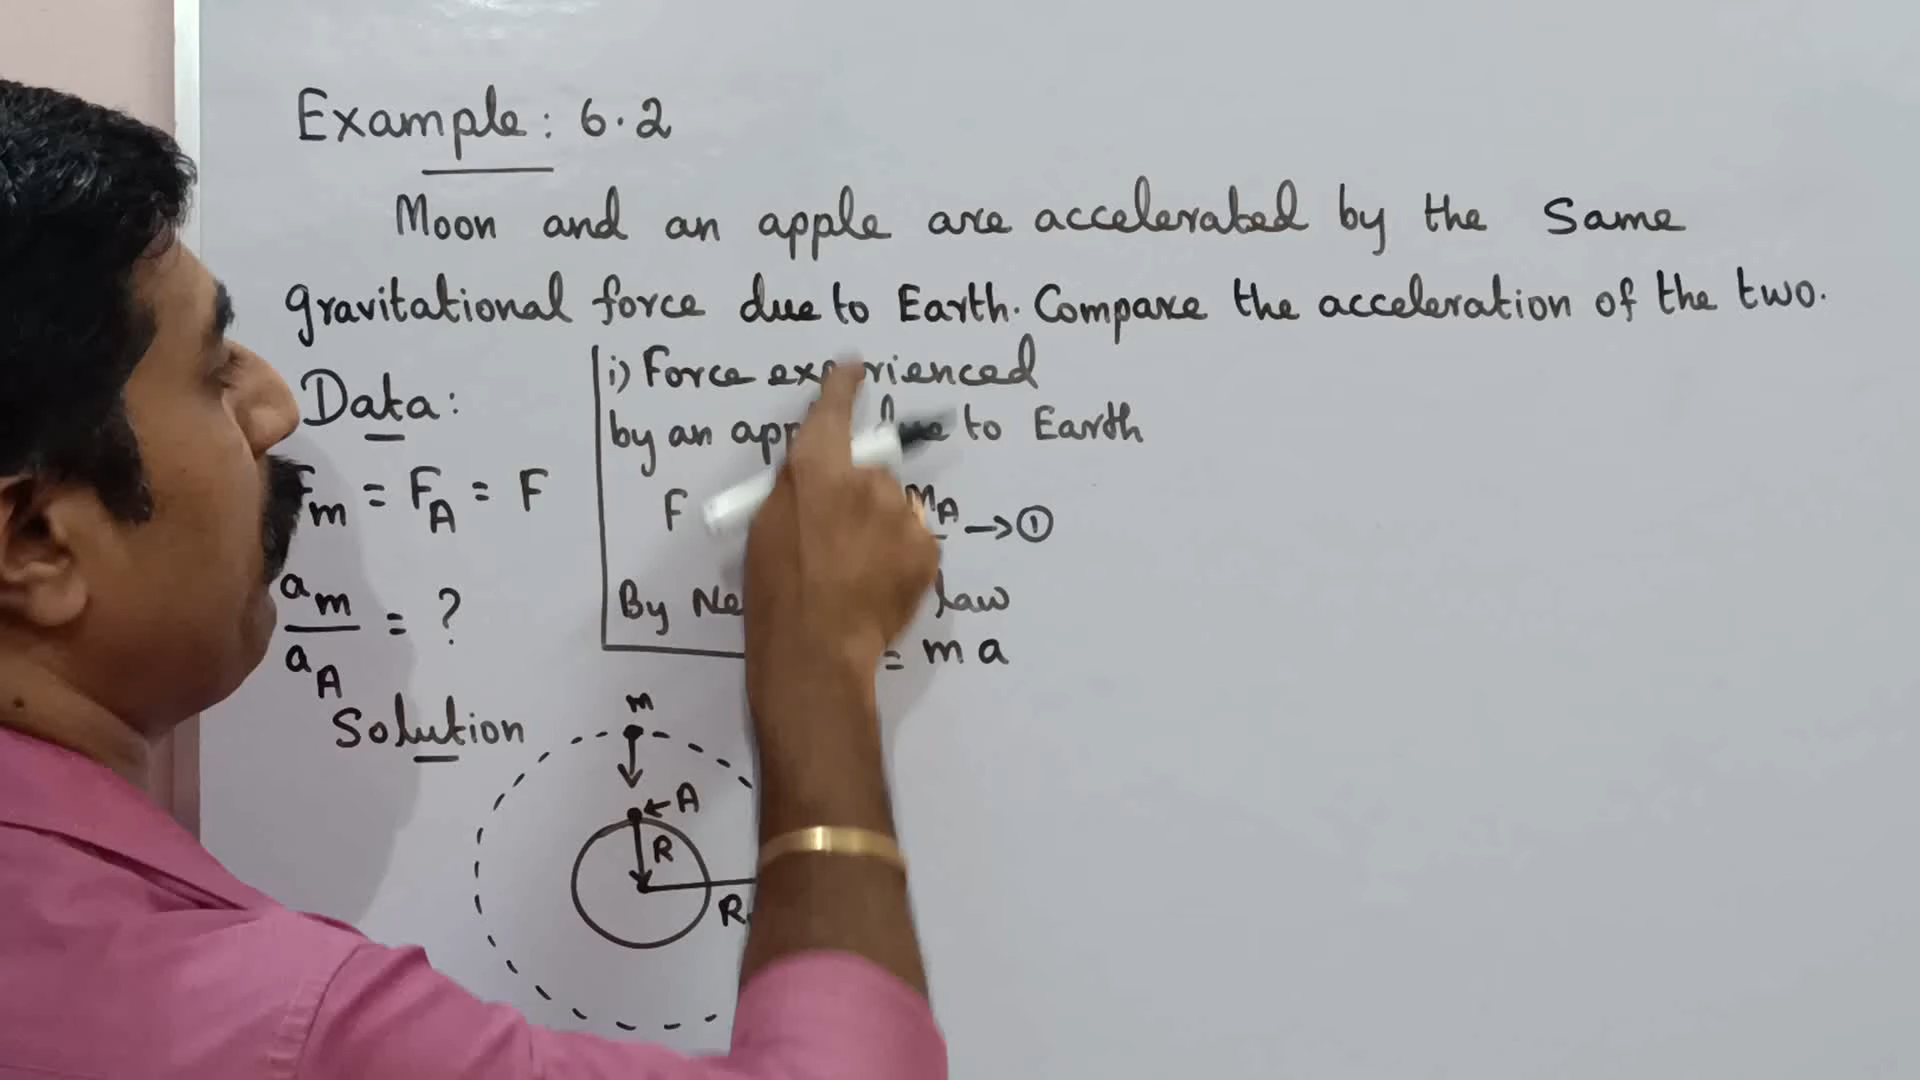 Example: 6.2
Moon and an apple are accelerated by the Same
gravitational force due to Earth. Compare the acceleration of the two.
Data:
Fm = FA = F
am/aA = ?
Solution
i) Force experienced
by an due to Earth
F MA → ①
By law
= ma
m
A
R
R